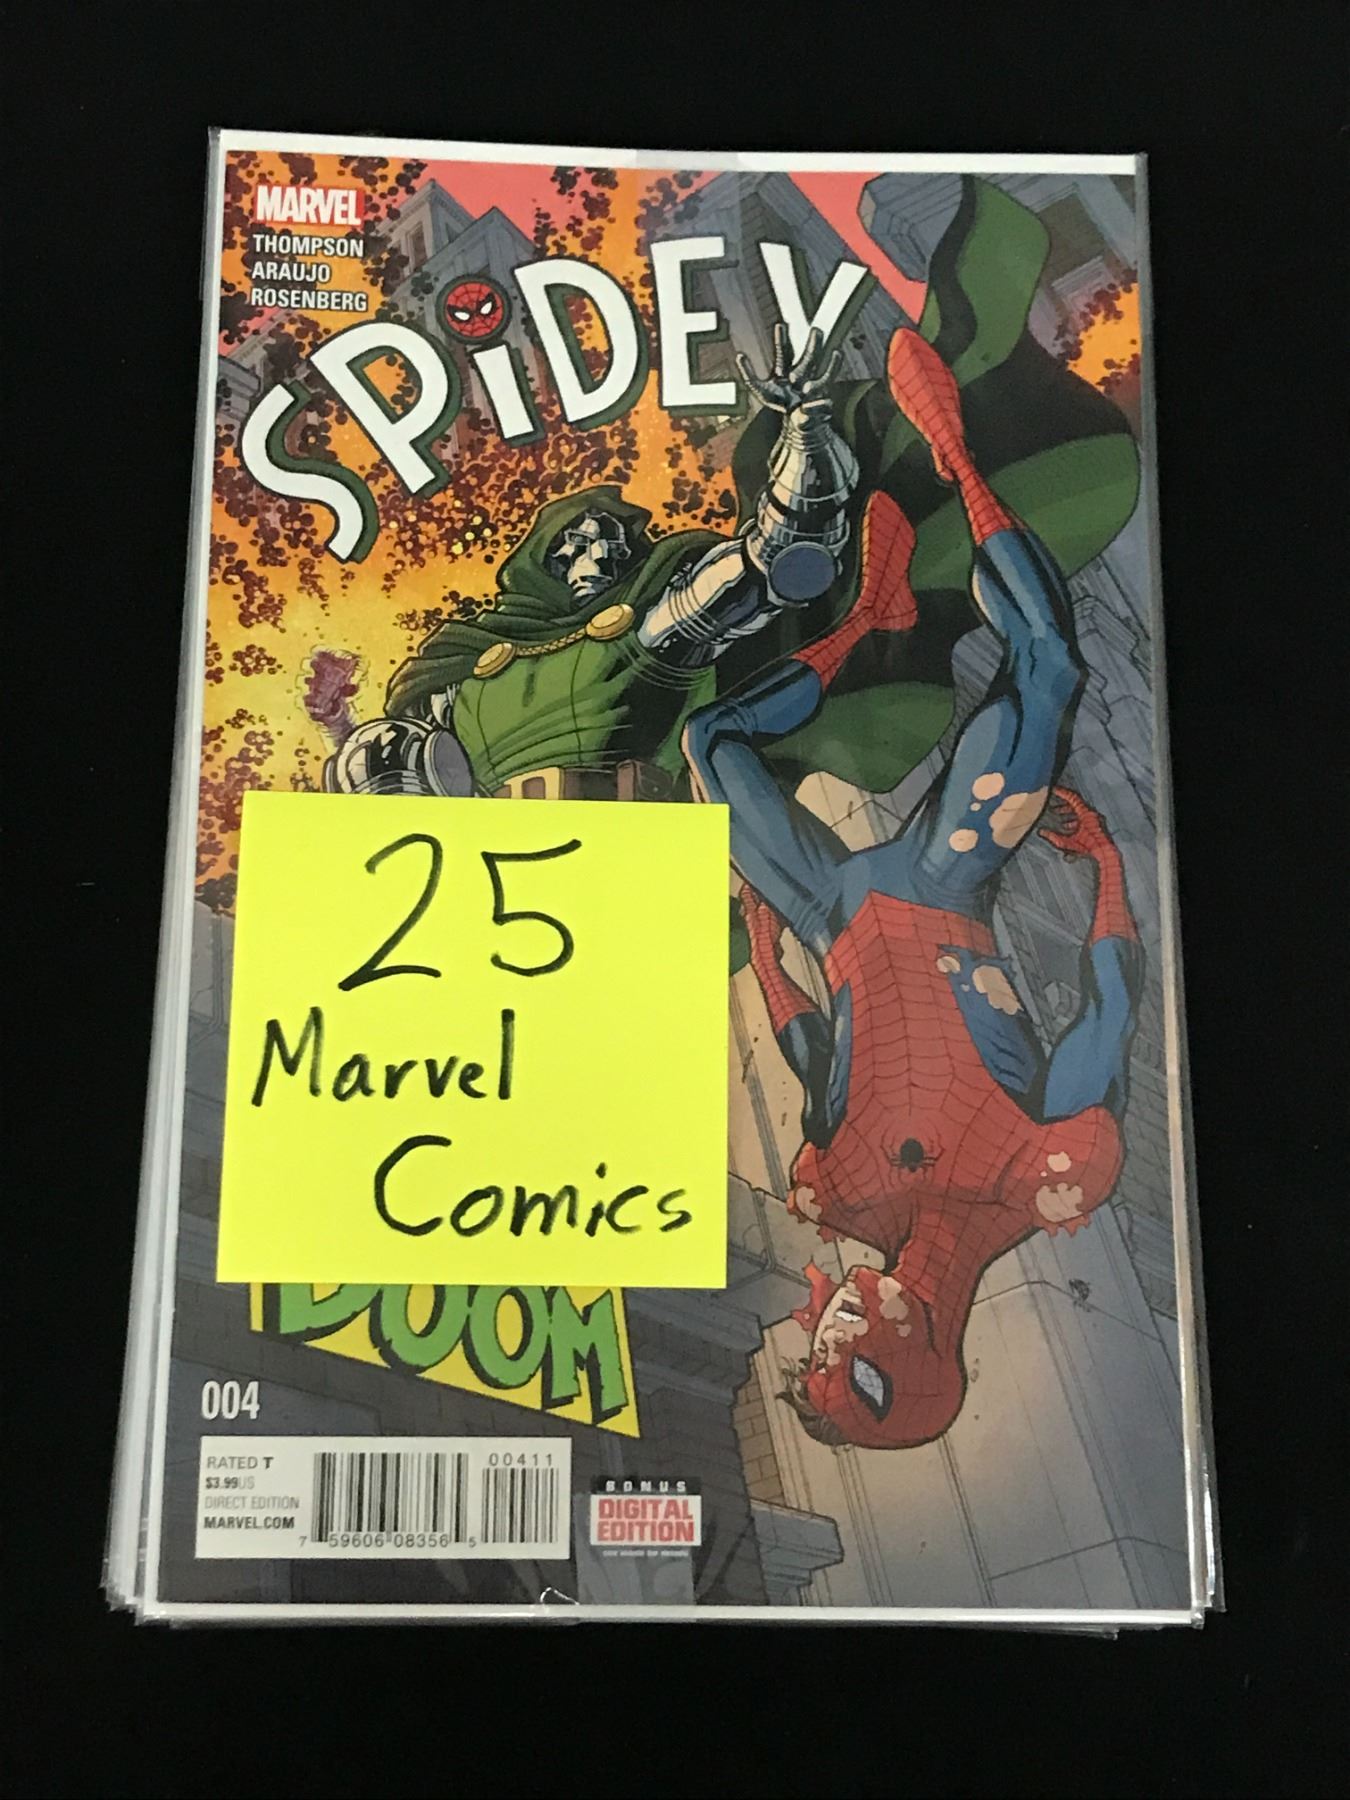 MARVEL
THOMPSON
ARAUJO
ROSENBERG
SPiDEY
25
Marvel
Comics
DOOM
004
RATED T
$3.99US
DIRECT EDITION
MARVEL.COM
00411
7 59606 08356 5
BONUS
DIGITAL
EDITION